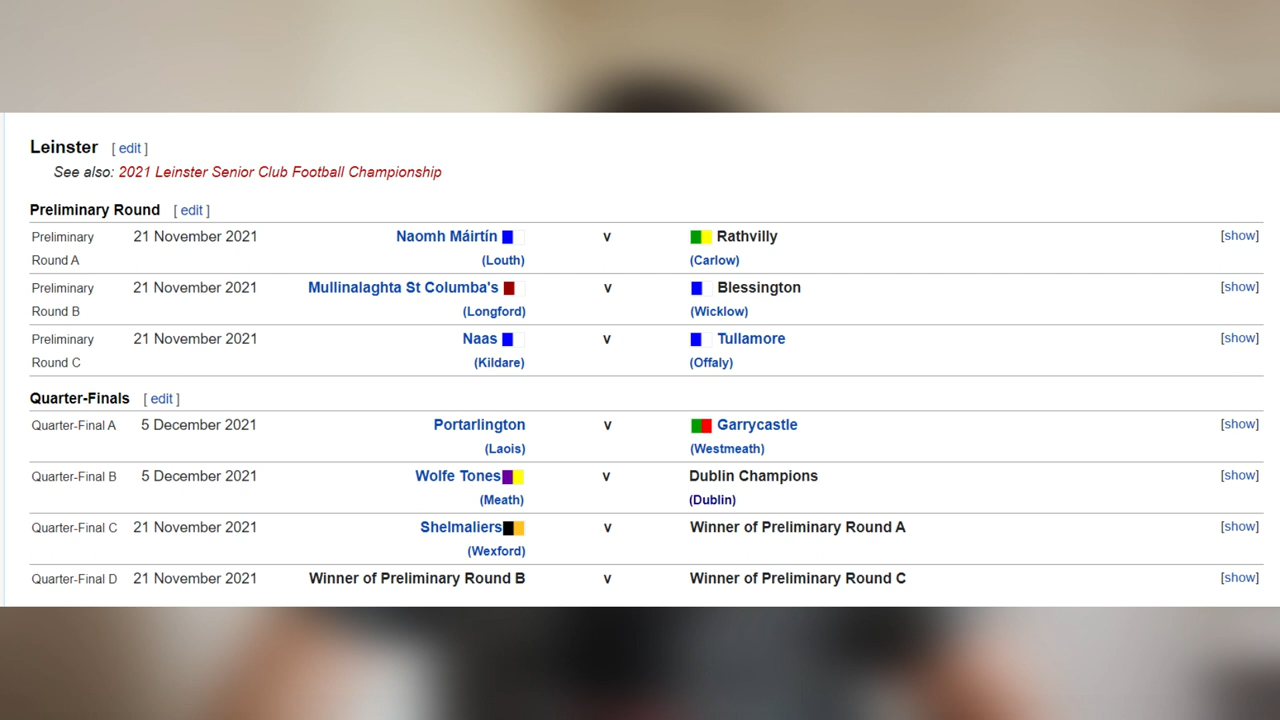 Leinster [ edit ]
See also: 2021 Leinster Senior Club Football Championship
Preliminary Round [ edit ]
Preliminary Round A 21 November 2021 Naomh Máirtín v Rathvilly [show]
(Louth) (Carlow)
Preliminary Round B 21 November 2021 Mullinalaghta St Columba's v Blessington [show]
(Longford) (Wicklow)
Preliminary Round C 21 November 2021 Naas v Tullamore [show]
(Kildare) (Offaly)
Quarter-Finals [ edit ]
Quarter-Final A 5 December 2021 Portarlington v Garrycastle [show]
(Laois) (Westmeath)
Quarter-Final B 5 December 2021 Wolfe Tones v Dublin Champions [show]
(Meath) (Dublin)
Quarter-Final C 21 November 2021 Shelmaliers v Winner of Preliminary Round A [show]
(Wexford)
Quarter-Final D 21 November 2021 Winner of Preliminary Round B v Winner of Preliminary Round C [show]